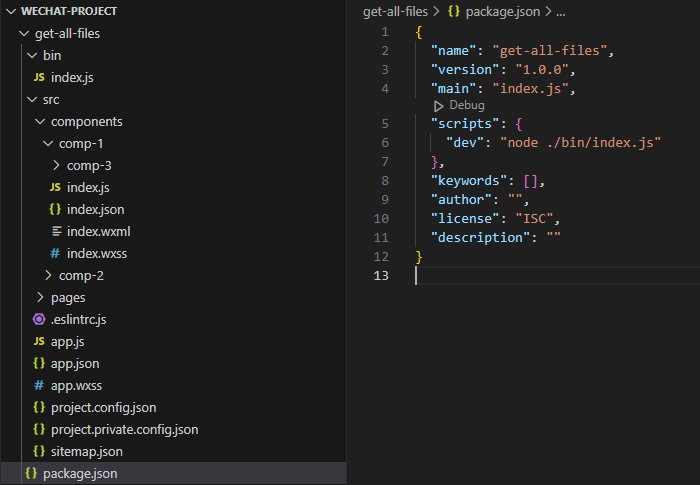 WECHAT-PROJECT
get-all-files
bin
JS index.js
src
components
comp-1
comp-3
JS index.js
{} index.json
index.wxml
# index.wxss
comp-2
pages
.eslintrc.js
JS app.js
{} app.json
# app.wxss
{} project.config.json
{} project.private.config.json
{} sitemap.json
{} package.json
get-all-files > {} package.json > ...
1 {
2 "name": "get-all-files",
3 "version": "1.0.0",
4 "main": "index.js",
Debug
5 "scripts": {
6 "dev": "node ./bin/index.js"
7 },
8 "keywords": [],
9 "author": "",
10 "license": "ISC",
11 "description": ""
12 }
13